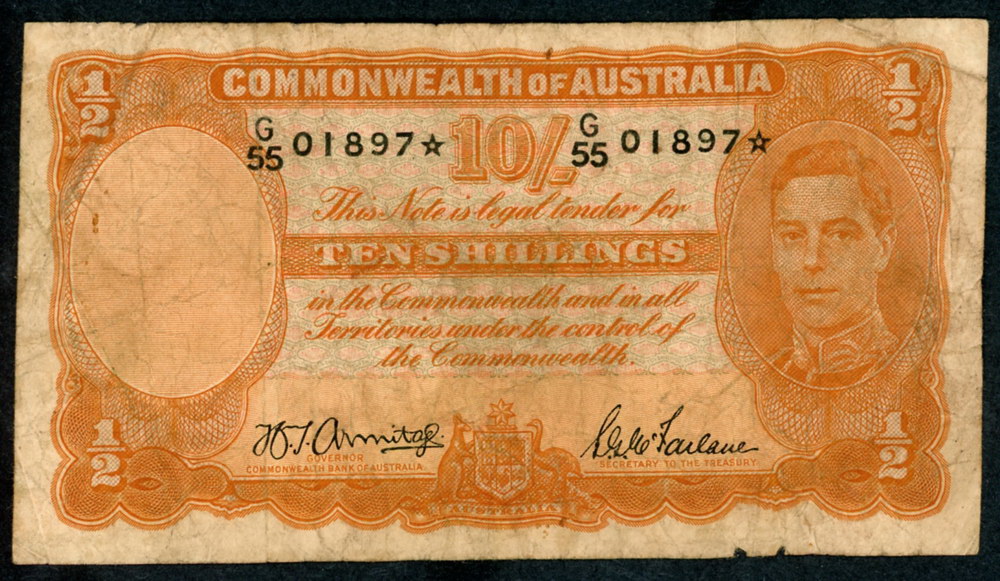 ½ COMMONWEALTH OF AUSTRALIA ½
G/55 01897☆ 10/- G/55 01897☆
This Note is legal tender for
TEN SHILLINGS
in the Commonwealth and in all
Territories under the control of
the Commonwealth.
½ H.T. Armitage. S.G. McFarlane ½
GOVERNOR SECRETARY TO THE TREASURY
COMMONWEALTH BANK OF AUSTRALIA
AUSTRALIA